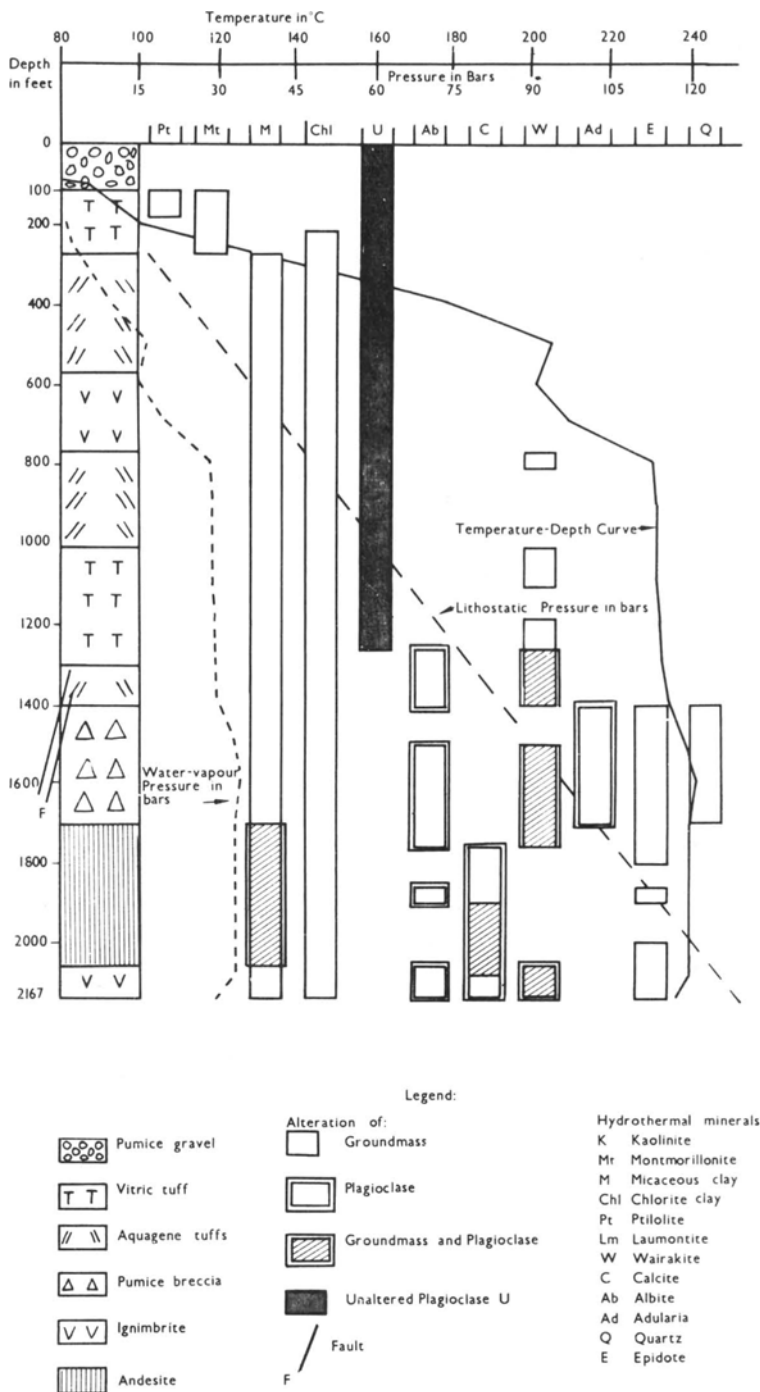 Temperature in °C
80 100 120 140 160 180 200 220 240
Depth
in feet
Pressure in Bars
15 30 45 60 75 90 105 120
Pt Mt M Chl U Ab C W Ad E Q
0
100
200
400
600
800
1000
1200
1400
1600
1800
2000
2167
T T
T T
V V
V V
T T
T T
T T
V V
F
Temperature-Depth Curve
Lithostatic Pressure in bars
Water-vapour
Pressure in
bars
Legend:
Alteration of:
Groundmass
Plagioclase
Groundmass and Plagioclase
Unaltered Plagioclase U
Fault
F
Pumice gravel
T T Vitric tuff
Aquagene tuffs
Pumice breccia
V V Ignimbrite
Andesite
Hydrothermal minerals
K Kaolinite
Mt Montmorillonite
M Micaceous clay
Chl Chlorite clay
Pt Ptilolite
Lm Laumontite
W Wairakite
C Calcite
Ab Albite
Ad Adularia
Q Quartz
E Epidote